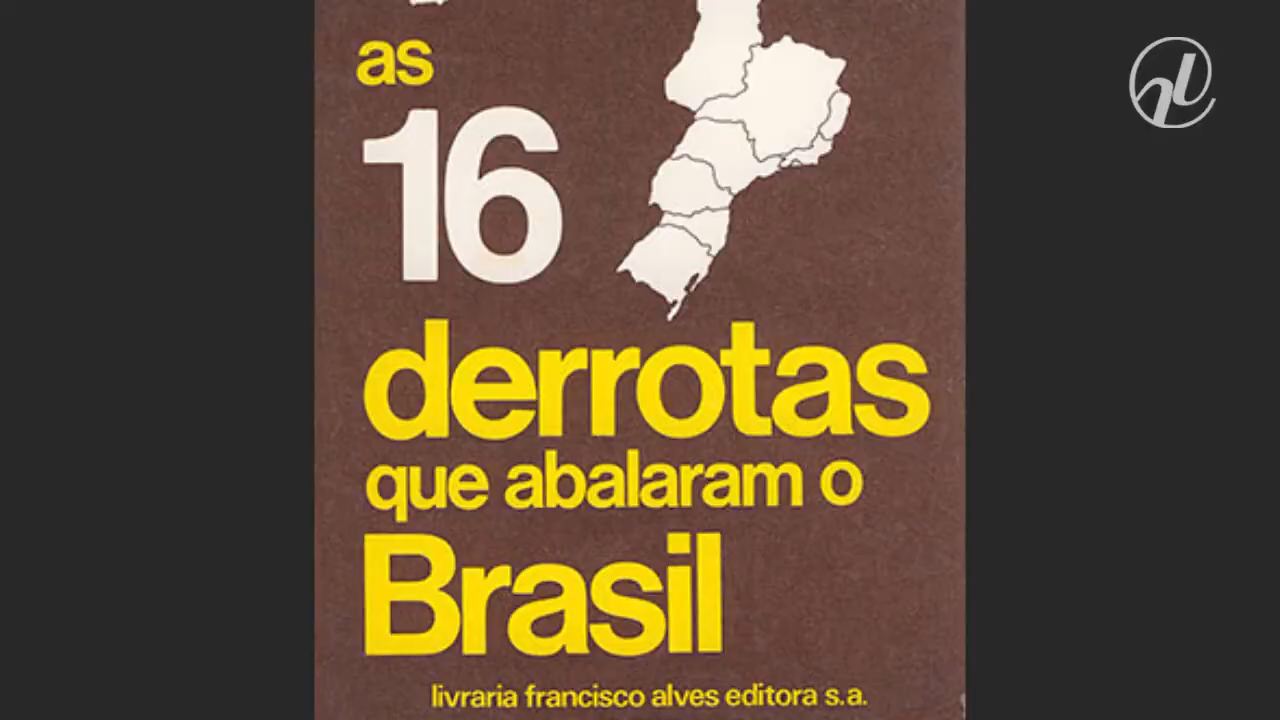 as
16
derrotas
que abalaram o
Brasil
livraria francisco alves editora s.a.